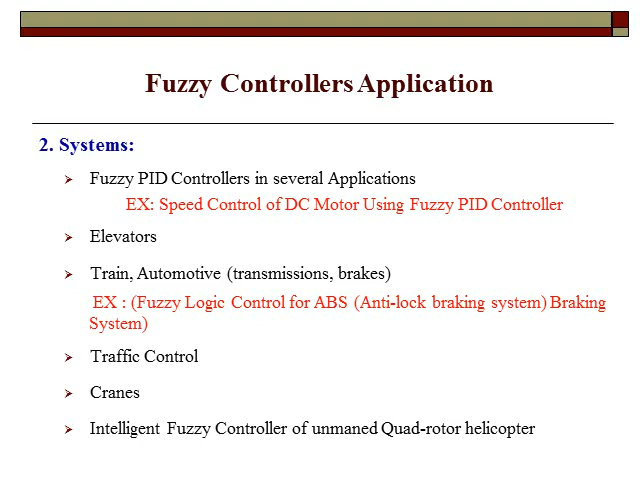 Fuzzy Controllers Application
2. Systems:
Fuzzy PID Controllers in several Applications
EX: Speed Control of DC Motor Using Fuzzy PID Controller
Elevators
Train, Automotive (transmissions, brakes)
EX : (Fuzzy Logic Control for ABS (Anti-lock braking system) Braking
System)
Traffic Control
Cranes
Intelligent Fuzzy Controller of unmaned Quad-rotor helicopter